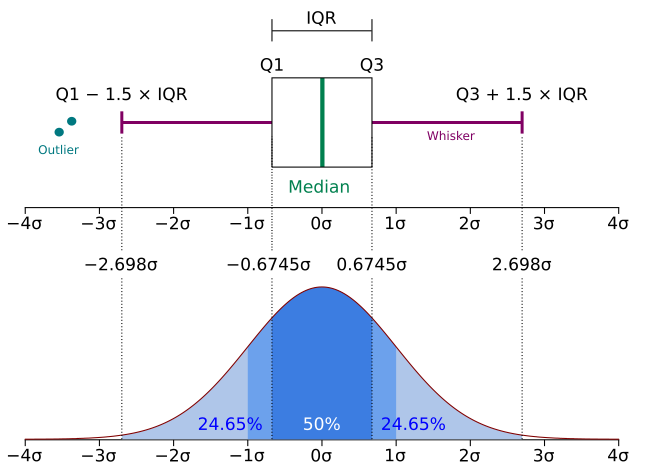 IQR
Q1 Q3
Q1 − 1.5 × IQR Q3 + 1.5 × IQR
Whisker
Outlier
Median
−4σ −3σ −2σ −1σ 0σ 1σ 2σ 3σ 4σ
−2.698σ −0.6745σ 0.6745σ 2.698σ
24.65% 50% 24.65%
−4σ −3σ −2σ −1σ 0σ 1σ 2σ 3σ 4σ